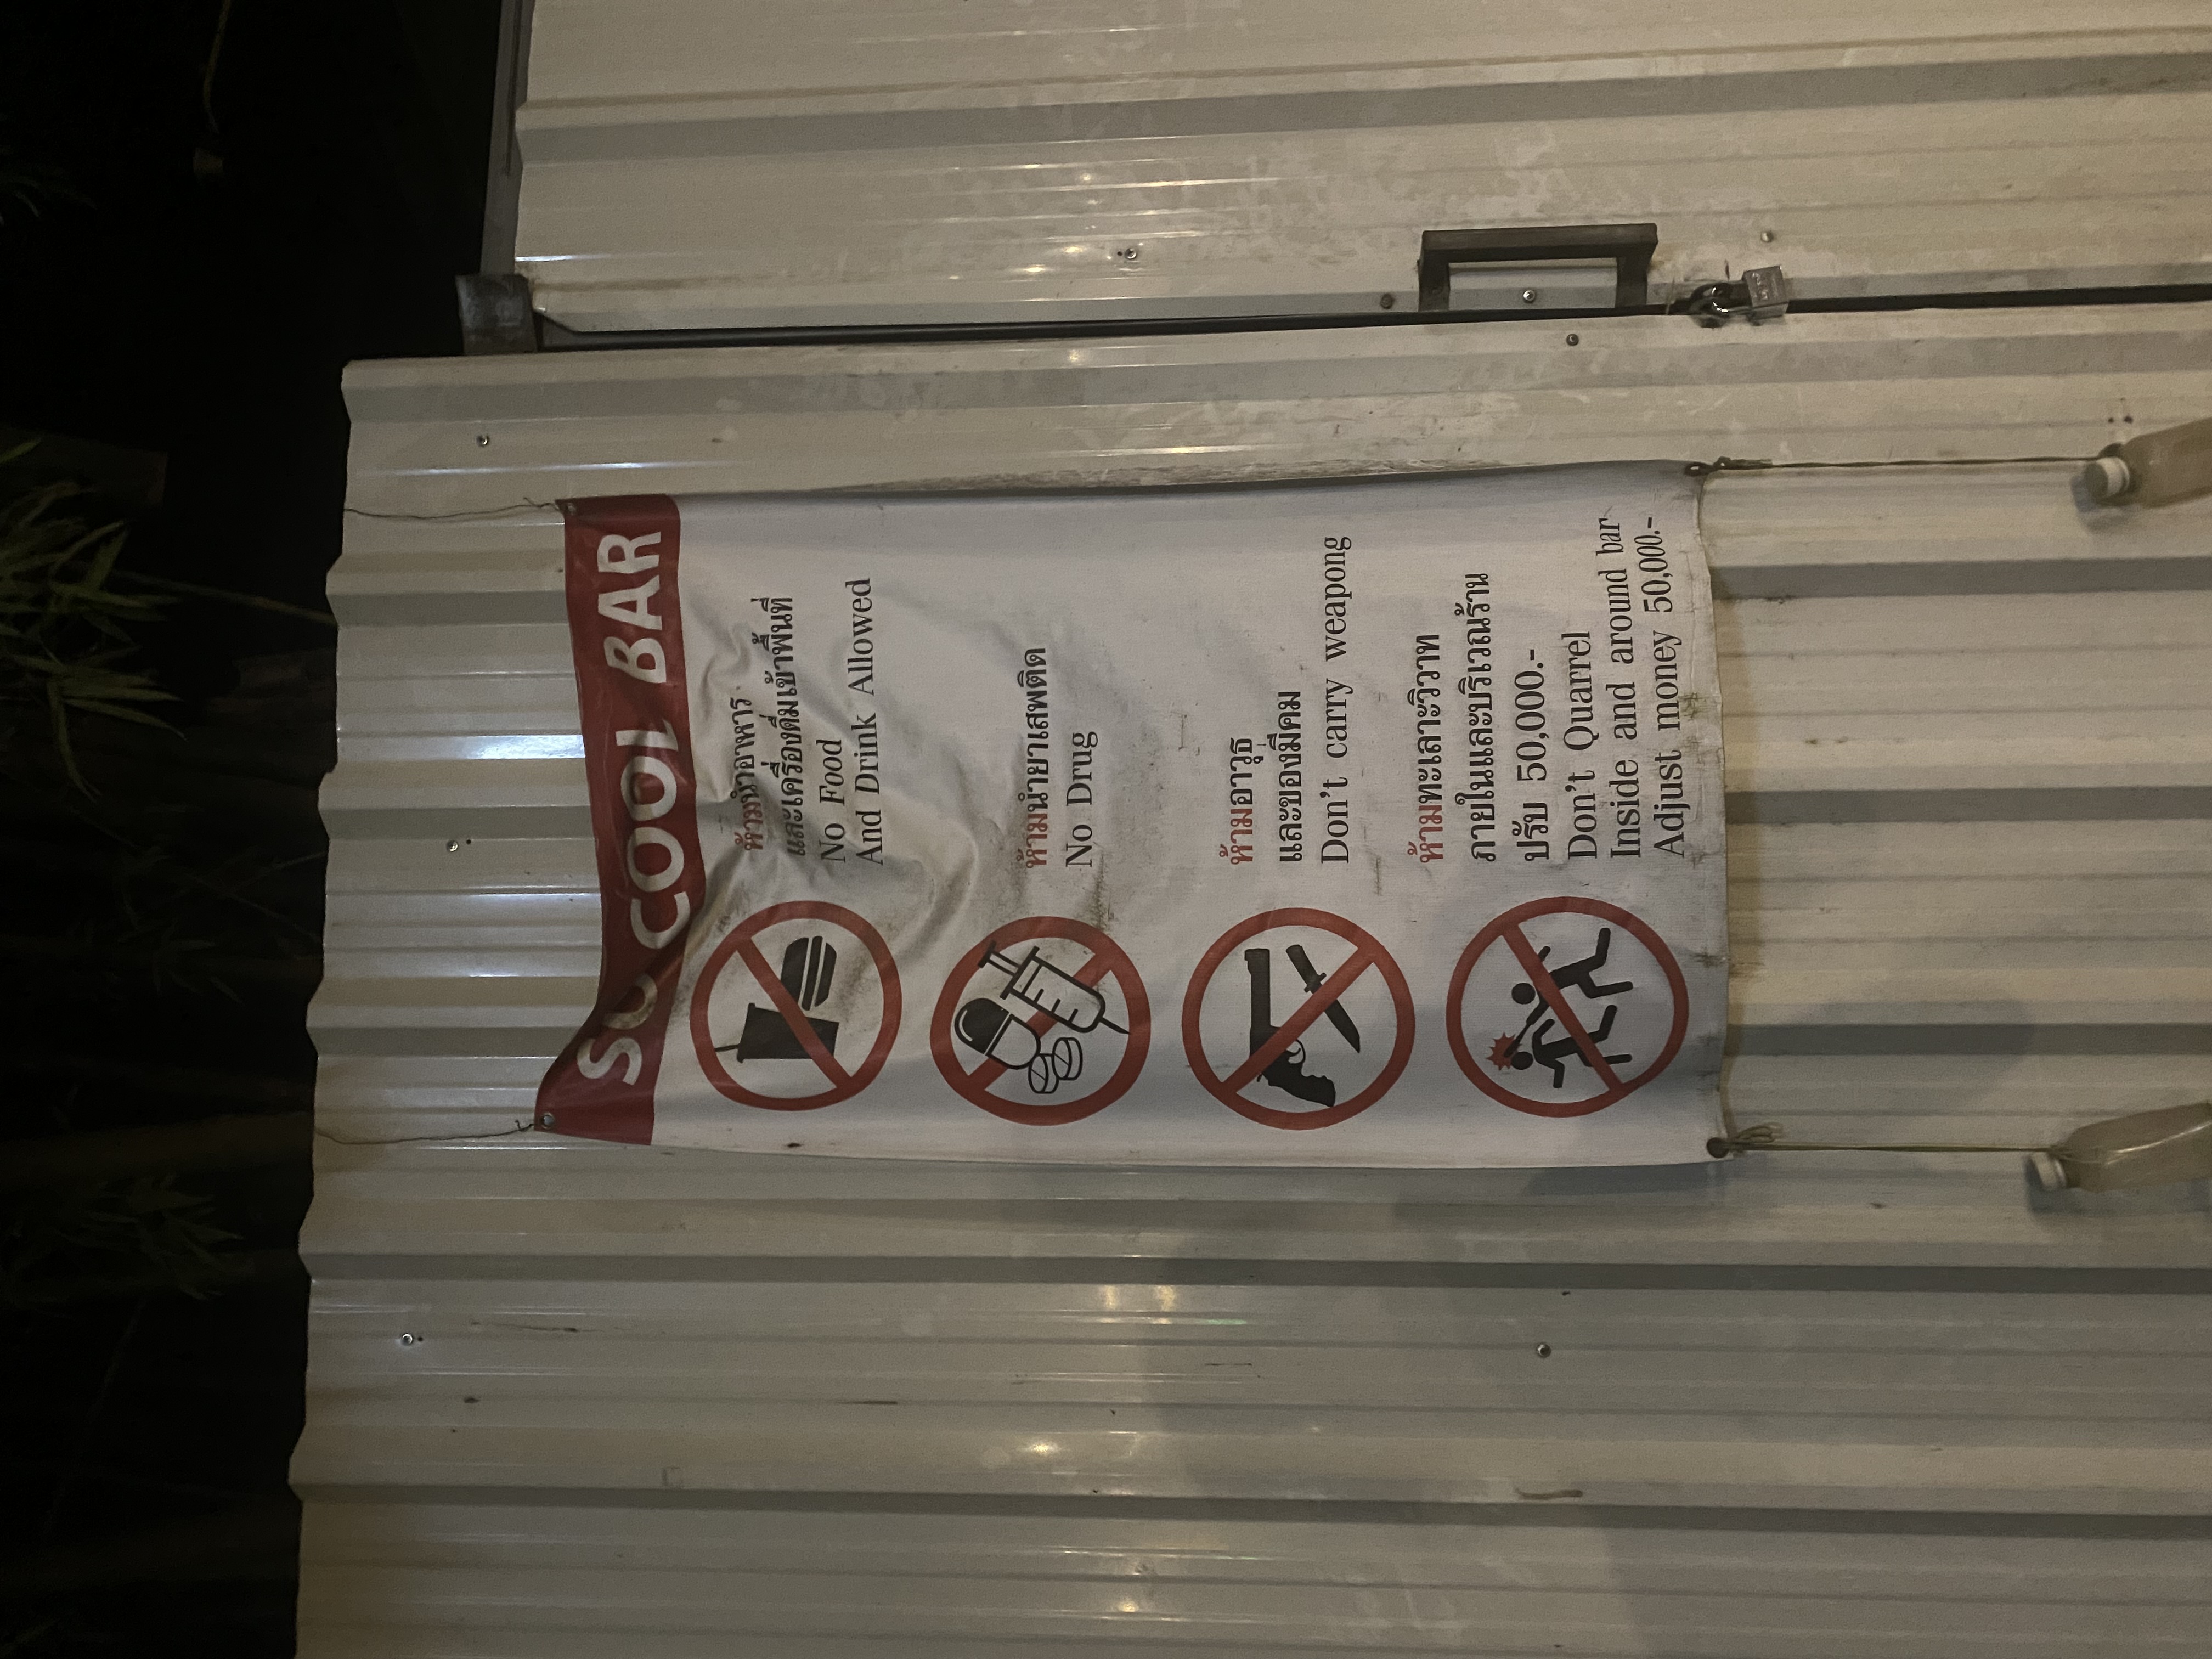 SO COOL BAR
ห้ามนำอาหาร
และเครื่องดื่มเข้าพื้นที่
No Food
And Drink Allowed
ห้ามนำยาเสพติด
No Drug
ห้ามอาวุธ
และของมีคม
Don't carry weapong
ห้ามทะเลาะวิวาท
ภายในและบริเวณร้าน
ปรับ 50,000.-
Don't Quarrel
Inside and around bar
Adjust money 50,000.-